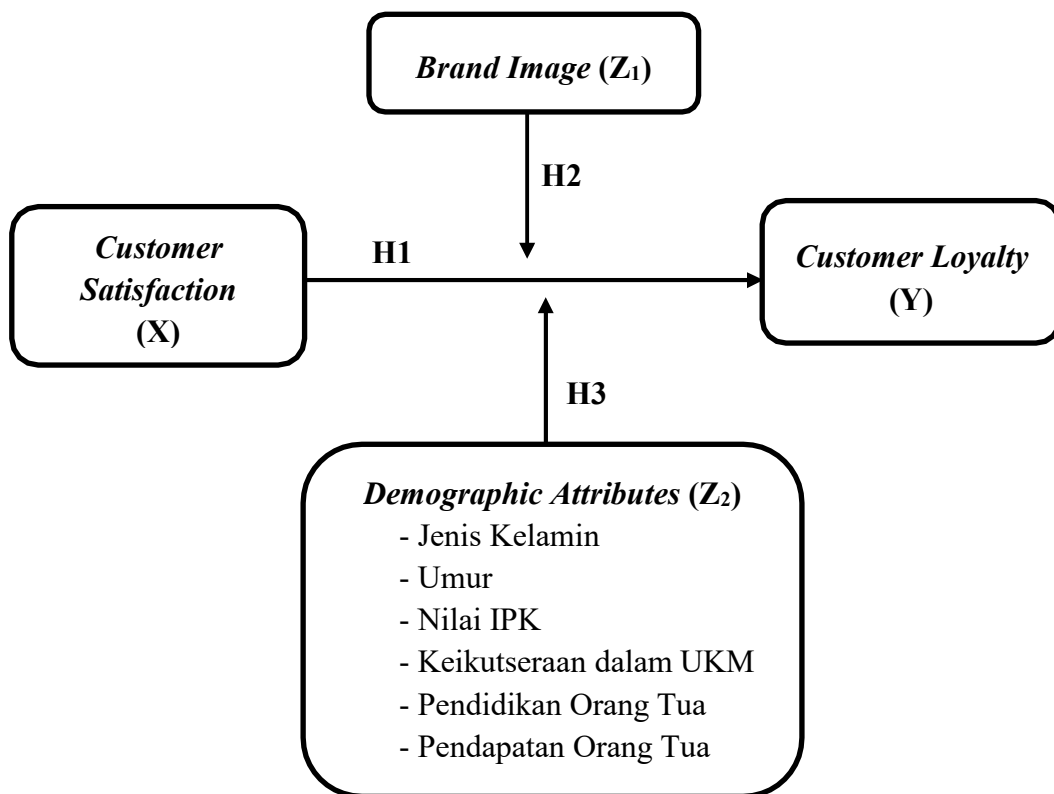 Brand Image (Z₁)
H2
Customer
Satisfaction
(X)
H1
Customer Loyalty
(Y)
H3
Demographic Attributes (Z₂)
- Jenis Kelamin
- Umur
- Nilai IPK
- Keikutseraan dalam UKM
- Pendidikan Orang Tua
- Pendapatan Orang Tua